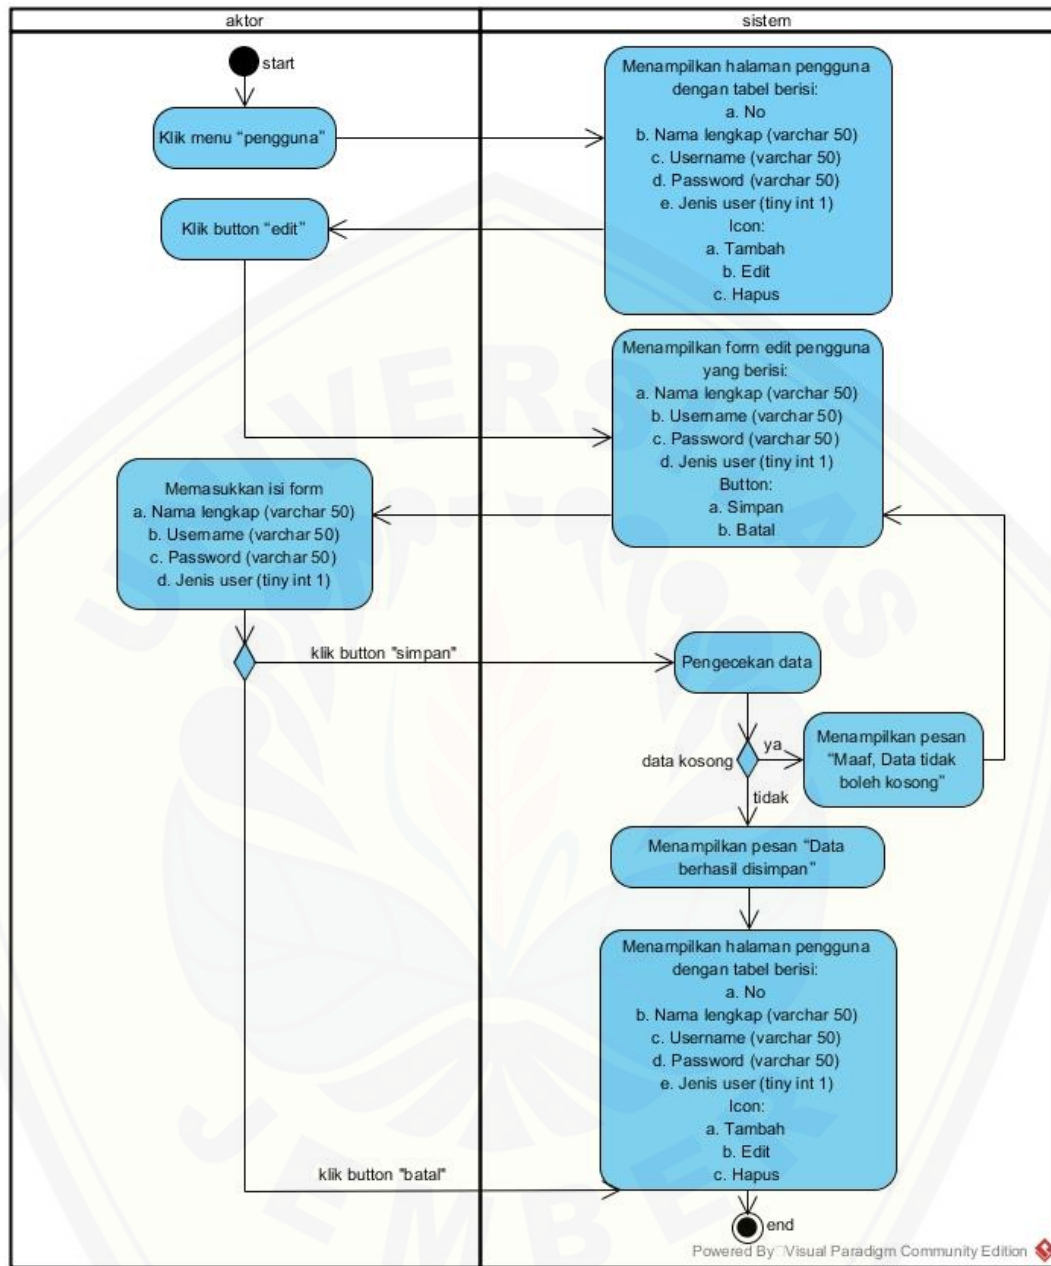 aktor
sistem
start
Klik menu “pengguna”
Menampilkan halaman pengguna
dengan tabel berisi:
a. No
b. Nama lengkap (varchar 50)
c. Username (varchar 50)
d. Password (varchar 50)
e. Jenis user (tiny int 1)
Icon:
a. Tambah
b. Edit
c. Hapus
Klik button “edit”
Menampilkan form edit pengguna
yang berisi:
a. Nama lengkap (varchar 50)
b. Username (varchar 50)
c. Password (varchar 50)
d. Jenis user (tiny int 1)
Button:
a. Simpan
b. Batal
Memasukkan isi form
a. Nama lengkap (varchar 50)
b. Username (varchar 50)
c. Password (varchar 50)
d. Jenis user (tiny int 1)
klik button "simpan"
Pengecekan data
data kosong
ya
Menampilkan pesan
“Maaf, Data tidak
boleh kosong”
tidak
Menampilkan pesan “Data
berhasil disimpan”
Menampilkan halaman pengguna
dengan tabel berisi:
a. No
b. Nama lengkap (varchar 50)
c. Username (varchar 50)
d. Password (varchar 50)
e. Jenis user (tiny int 1)
Icon:
a. Tambah
b. Edit
c. Hapus
klik button "batal"
end
Powered By Visual Paradigm Community Edition
UNIVERSITAS
JEMBER